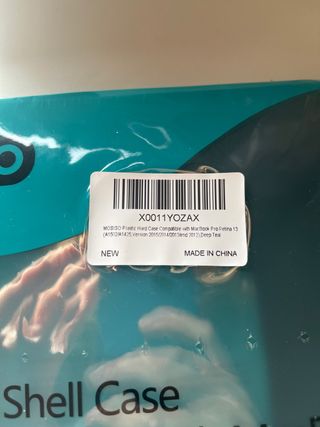 X0011YOZAX
MOSISO Plastic Hard Case Compatible with MacBook Pro Retina 13
(A1502/A1425,Version 2015/2014/2013/end 2012),Deep Teal
NEW MADE IN CHINA
Shell Case